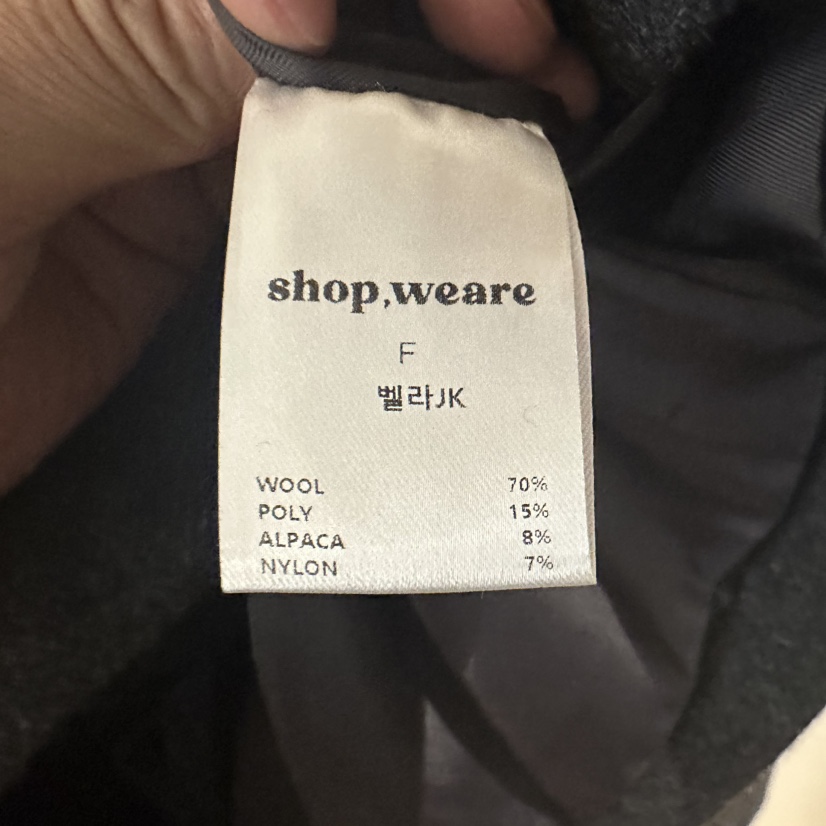 shop,weare
F
벨라JK
WOOL 70%
POLY 15%
ALPACA 8%
NYLON 7%